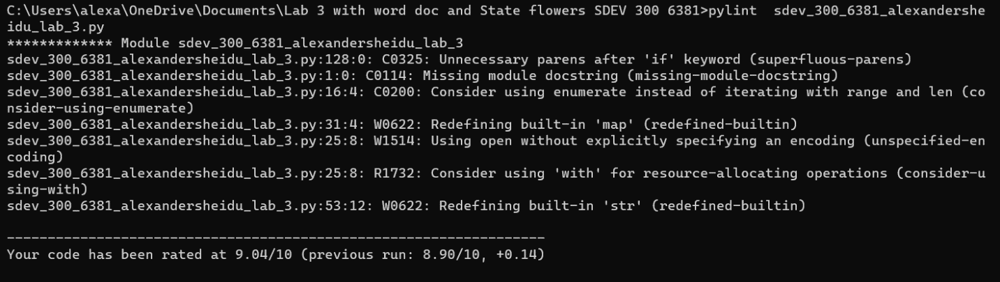 C:\Users\alexa\OneDrive\Documents\Lab 3 with word doc and State flowers SDEV 300 6381>pylint  sdev_300_6381_alexandershe
idu_lab_3.py
************* Module sdev_300_6381_alexandersheidu_lab_3
sdev_300_6381_alexandersheidu_lab_3.py:128:0: C0325: Unnecessary parens after 'if' keyword (superfluous-parens)
sdev_300_6381_alexandersheidu_lab_3.py:1:0: C0114: Missing module docstring (missing-module-docstring)
sdev_300_6381_alexandersheidu_lab_3.py:16:4: C0200: Consider using enumerate instead of iterating with range and len (co
nsider-using-enumerate)
sdev_300_6381_alexandersheidu_lab_3.py:31:4: W0622: Redefining built-in 'map' (redefined-builtin)
sdev_300_6381_alexandersheidu_lab_3.py:25:8: W1514: Using open without explicitly specifying an encoding (unspecified-en
coding)
sdev_300_6381_alexandersheidu_lab_3.py:25:8: R1732: Consider using 'with' for resource-allocating operations (consider-u
sing-with)
sdev_300_6381_alexandersheidu_lab_3.py:53:12: W0622: Redefining built-in 'str' (redefined-builtin)

------------------------------------------------------------------
Your code has been rated at 9.04/10 (previous run: 8.90/10, +0.14)